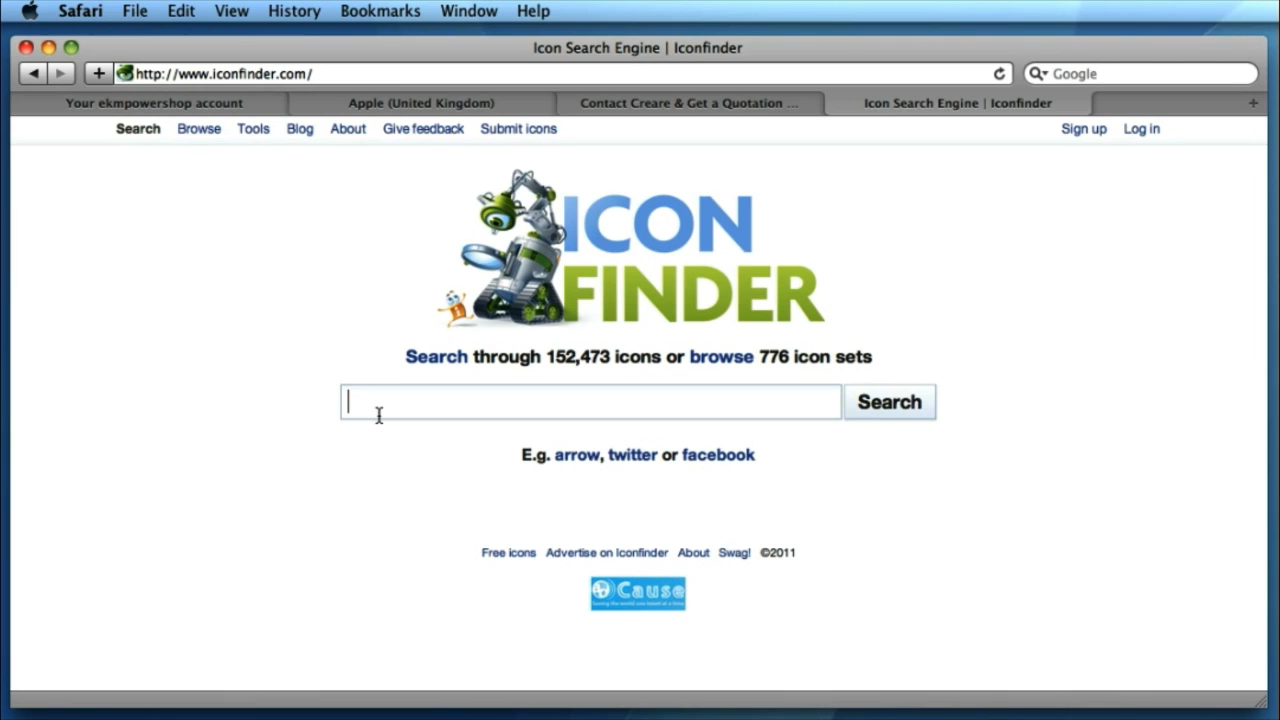 Safari File Edit View History Bookmarks Window Help
Icon Search Engine | Iconfinder
http://www.iconfinder.com/ Google
Your ekmpowershop account Apple (United Kingdom) Contact Creare & Get a Quotation ... Icon Search Engine | Iconfinder
Search Browse Tools Blog About Give feedback Submit icons Sign up Log in
ICON
FINDER
Search through 152,473 icons or browse 776 icon sets
Search
E.g. arrow, twitter or facebook
Free icons Advertise on Iconfinder About Swag! ©2011
Cause